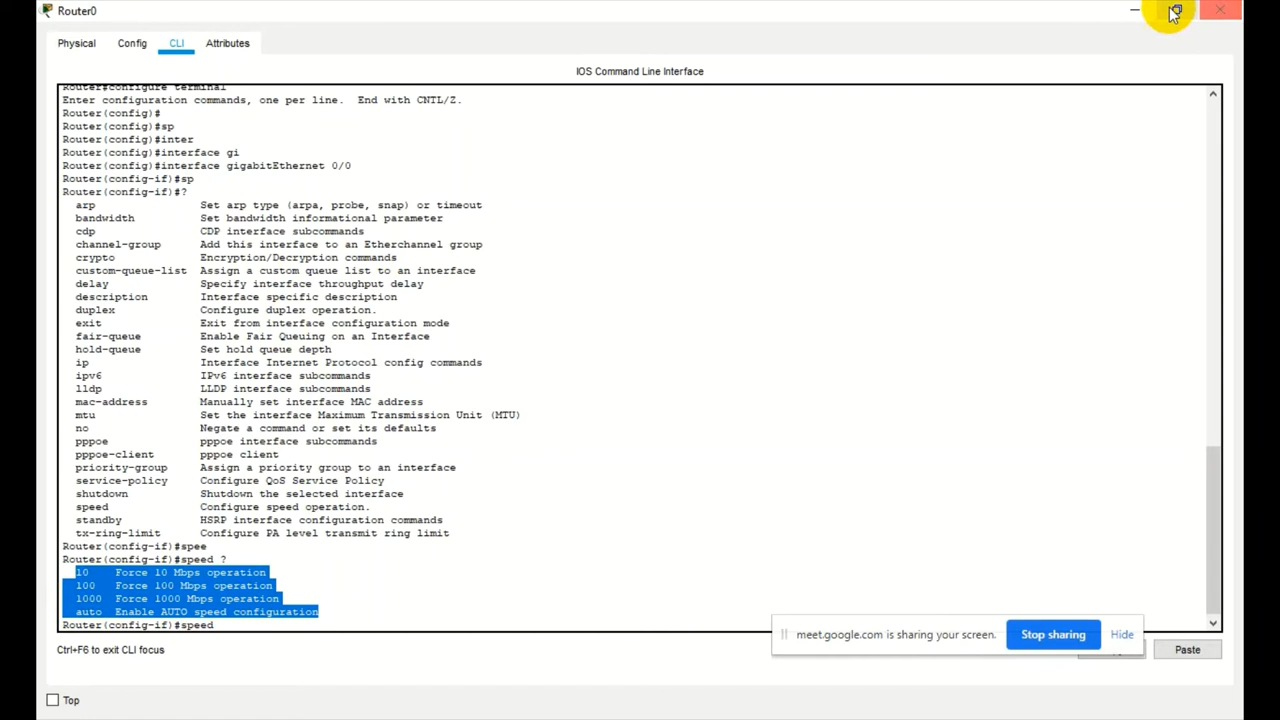 Router0
Physical Config CLI Attributes
IOS Command Line Interface
Router#configure terminal
Enter configuration commands, one per line.  End with CNTL/Z.
Router(config)#
Router(config)#sp
Router(config)#inter
Router(config)#interface gi
Router(config)#interface gigabitEthernet 0/0
Router(config-if)#sp
Router(config-if)#?
arp Set arp type (arpa, probe, snap) or timeout
bandwidth Set bandwidth informational parameter
cdp CDP interface subcommands
channel-group Add this interface to an Etherchannel group
crypto Encryption/Decryption commands
custom-queue-list Assign a custom queue list to an interface
delay Specify interface throughput delay
description Interface specific description
duplex Configure duplex operation.
exit Exit from interface configuration mode
fair-queue Enable Fair Queuing on an Interface
hold-queue Set hold queue depth
ip Interface Internet Protocol config commands
ipv6 IPv6 interface subcommands
lldp LLDP interface subcommands
mac-address Manually set interface MAC address
mtu Set the interface Maximum Transmission Unit (MTU)
no Negate a command or set its defaults
pppoe pppoe interface subcommands
pppoe-client pppoe client
priority-group Assign a priority group to an interface
service-policy Configure QoS Service Policy
shutdown Shutdown the selected interface
speed Configure speed operation.
standby HSRP interface configuration commands
tx-ring-limit Configure PA level transmit ring limit
Router(config-if)#spee
Router(config-if)#speed ?
10 Force 10 Mbps operation
100 Force 100 Mbps operation
1000 Force 1000 Mbps operation
auto Enable AUTO speed configuration
Router(config-if)#speed
meet.google.com is sharing your screen. Stop sharing Hide
Ctrl+F6 to exit CLI focus
Paste
Top